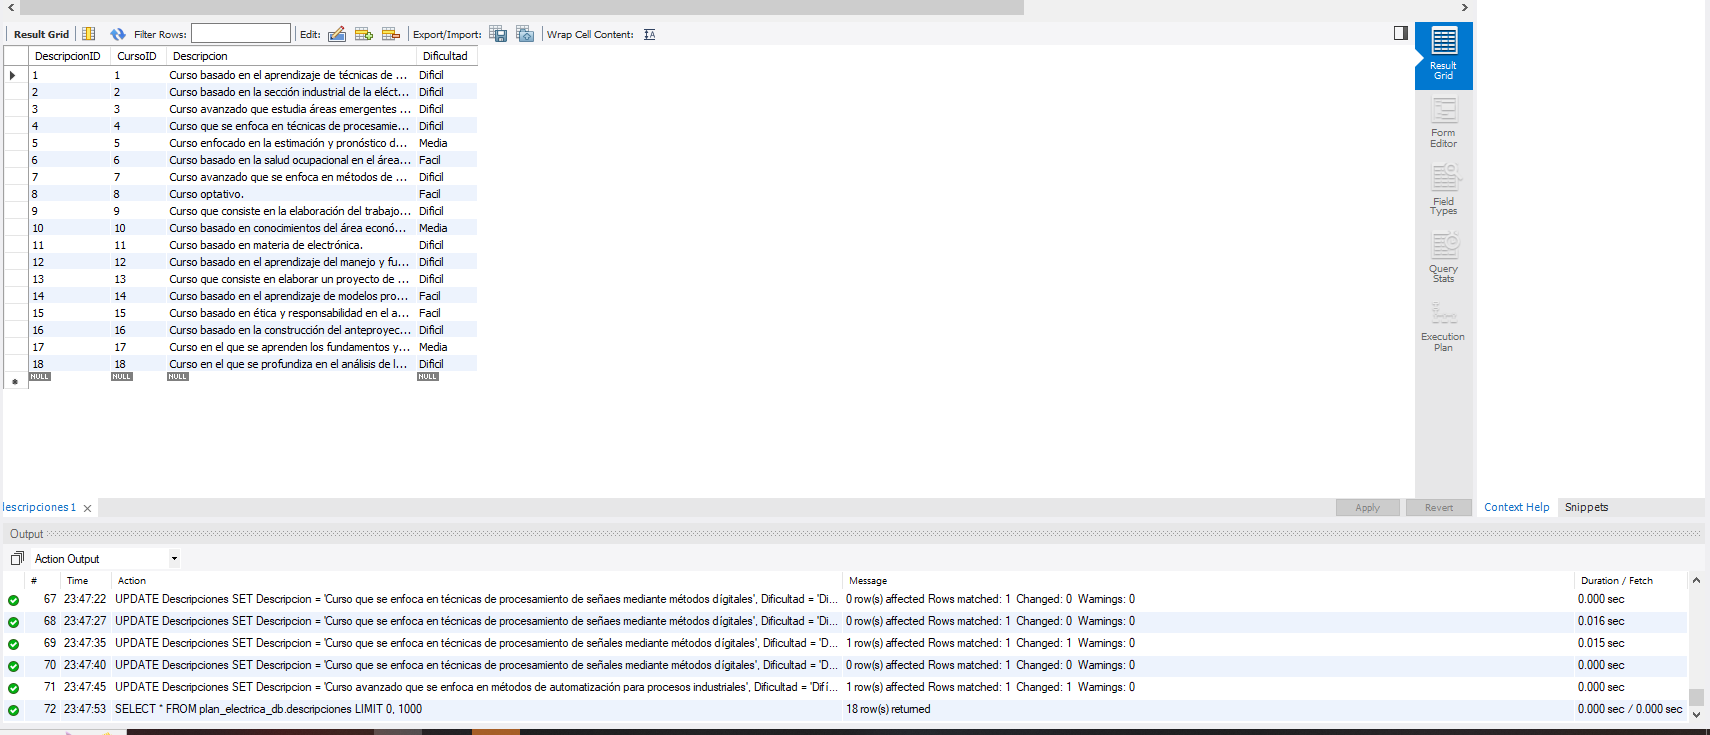 Result Grid Filter Rows: Edit: Export/Import: Wrap Cell Content:
DescripcionID CursoID Descripcion Dificultad
1 1 Curso basado en el aprendizaje de técnicas de ... Dificil
2 2 Curso basado en la sección industrial de la eléct... Dificil
3 3 Curso avanzado que estudia áreas emergentes ... Dificil
4 4 Curso que se enfoca en técnicas de procesamie... Dificil
5 5 Curso enfocado en la estimación y pronóstico d... Media
6 6 Curso basado en la salud ocupacional en el área... Facil
7 7 Curso avanzado que se enfoca en métodos de ... Dificil
8 8 Curso optativo. Facil
9 9 Curso que consiste en la elaboración del trabajo... Dificil
10 10 Curso basado en conocimientos del área econó... Media
11 11 Curso basado en materia de electrónica. Dificil
12 12 Curso basado en el aprendizaje del manejo y fu... Dificil
13 13 Curso que consiste en elaborar un proyecto de ... Dificil
14 14 Curso basado en el aprendizaje de modelos pro... Facil
15 15 Curso basado en ética y responsabilidad en el a... Facil
16 16 Curso basado en la construcción del anteproyec... Dificil
17 17 Curso en el que se aprenden los fundamentos y... Media
18 18 Curso en el que se profundiza en el análisis de l... Dificil
NULL NULL NULL NULL
Result
Grid
Form
Editor
Field
Types
Query
Stats
Execution
Plan
descripciones 1 Apply Revert Context Help Snippets
Output
Action Output
# Time Action Message Duration / Fetch
67 23:47:22 UPDATE Descripciones SET Descripcion = 'Curso que se enfoca en técnicas de procesamiento de señaes mediante métodos dígitales', Dificultad = 'Di... 0 row(s) affected Rows matched: 1 Changed: 0 Warnings: 0 0.000 sec
68 23:47:27 UPDATE Descripciones SET Descripcion = 'Curso que se enfoca en técnicas de procesamiento de señaes mediante métodos dígitales', Dificultad = 'Di... 0 row(s) affected Rows matched: 1 Changed: 0 Warnings: 0 0.016 sec
69 23:47:35 UPDATE Descripciones SET Descripcion = 'Curso que se enfoca en técnicas de procesamiento de señales mediante métodos dígitales', Dificultad = 'D... 1 row(s) affected Rows matched: 1 Changed: 1 Warnings: 0 0.015 sec
70 23:47:40 UPDATE Descripciones SET Descripcion = 'Curso que se enfoca en técnicas de procesamiento de señales mediante métodos dígitales', Dificultad = 'D... 0 row(s) affected Rows matched: 1 Changed: 0 Warnings: 0 0.000 sec
71 23:47:45 UPDATE Descripciones SET Descripcion = 'Curso avanzado que se enfoca en métodos de automatización para procesos industriales', Dificultad = 'Difí... 1 row(s) affected Rows matched: 1 Changed: 1 Warnings: 0 0.000 sec
72 23:47:53 SELECT * FROM plan_electrica_db.descripciones LIMIT 0, 1000 18 row(s) returned 0.000 sec / 0.000 sec